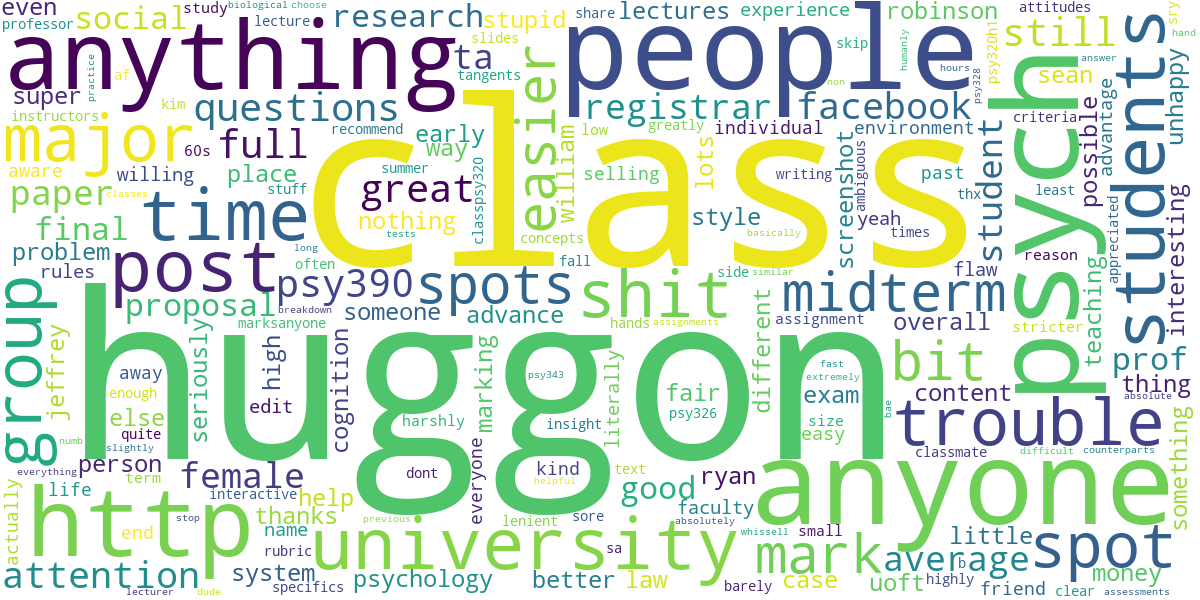 even
social
study
biological
choose
professor
lecture
research
stupid
share
lectures
experience
robinson
attitudes
sry
hand
anything
people
slides
skip
humanly
still
ta
tangents
hours
psy320h1
students
practice
af
super
kim
instructors
questions
easier
registrar
facebook
non
psy328
sean
answer
psych
unhappy
major
60s
full
recommend
early
way
class
low
greatly
individual
environment
criteria
possible
advantage
aware
willing
place
summer
william
lots
ambiguous
student
past
classes
stuff
great
classpsy320
selling
writing
thx
least
paper
time
nothing
style
screenshot
yeah
appreciated
interesting
final
tests
concepts
basically
times
problem
long
fall
side
similar
flaw
reason
rules
post
often
psy390
spots
shit
midterm
teaching
group
proposal
breakdown
someone
advance
hands
assignments
assignment
overall
stricter
marksanyone
huggon
different
bit
prof
jeffrey
away
seriously
high
cognition
marking
psy343
literally
fair
fast
extremely
exam
content
thing
enough
edit
psy326
bae
absolute
else
harshly
insight
size
easy
trouble
numb
quite
slightly
classmate
difficult
counterparts
something
everything
person
female
dont
everyone
kind
text
ryan
anyone
term
helpful
life
interactive
help
good
actually
http
stop
thanks
previous
lenient
sore
faculty
absolutely
end
name
university
whissell
small
mark
little
spot
rubric
sa
average
b
attention
system
psychology
better
law
barely
case
uoft
highly
money
lecturer
dude
specifics
friend
clear
assessments